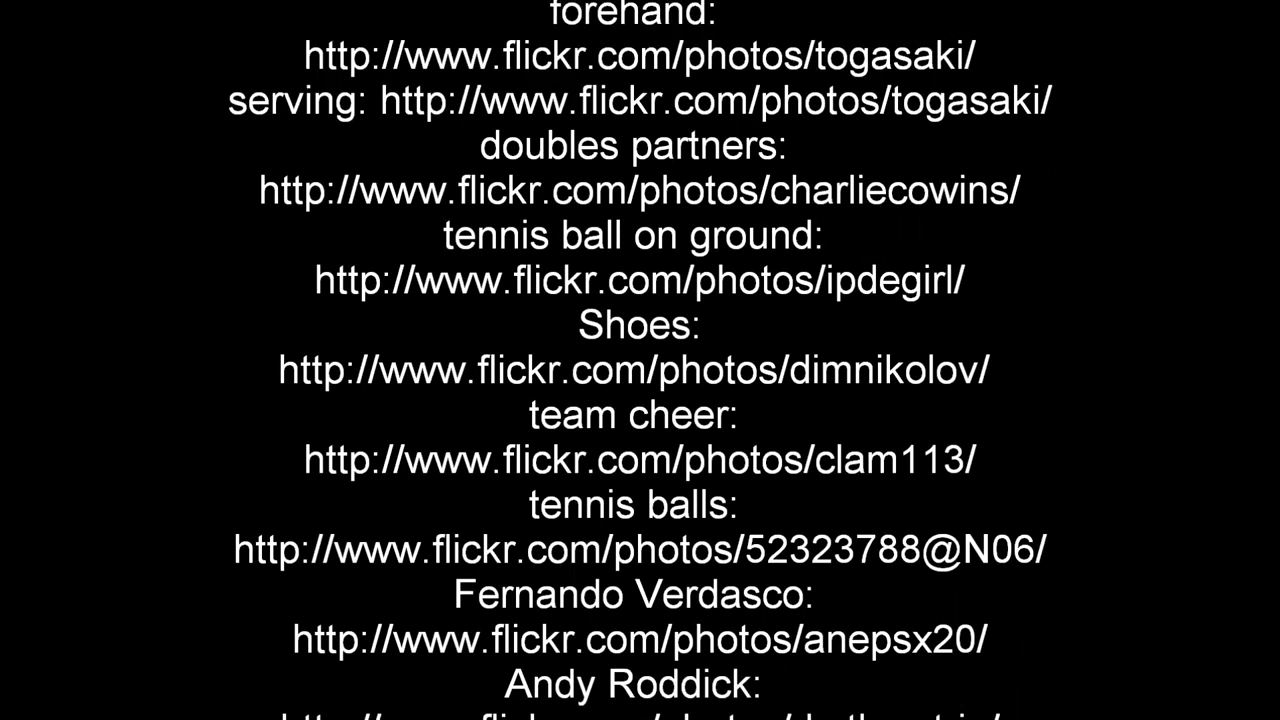 forehand:
http://www.flickr.com/photos/togasaki/
serving: http://www.flickr.com/photos/togasaki/
doubles partners:
http://www.flickr.com/photos/charliecowins/
tennis ball on ground:
http://www.flickr.com/photos/ipdegirl/
Shoes:
http://www.flickr.com/photos/dimnikolov/
team cheer:
http://www.flickr.com/photos/clam113/
tennis balls:
http://www.flickr.com/photos/52323788@N06/
Fernando Verdasco:
http://www.flickr.com/photos/anepsx20/
Andy Roddick: